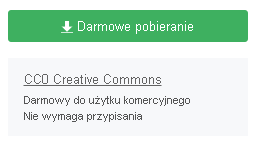 Darmowe pobieranie
CC0 Creative Commons
Darmowy do użytku komercyjnego
Nie wymaga przypisania